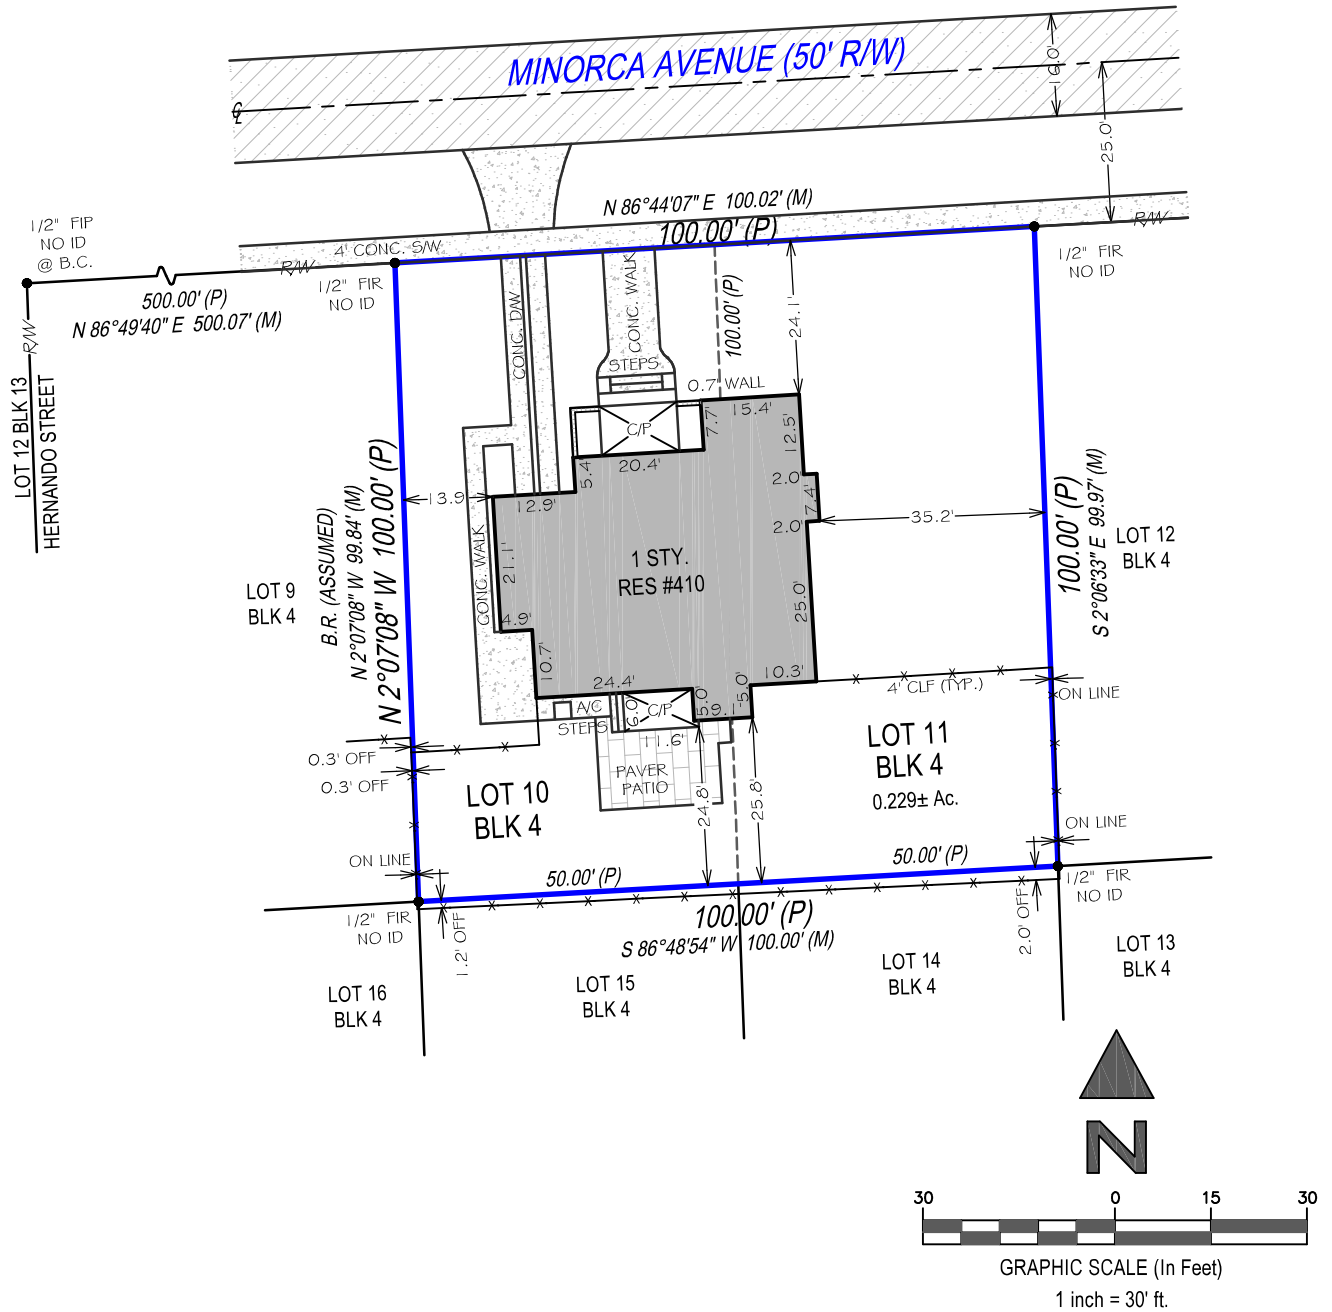 MINORCA AVENUE (50' R/W)
16.0'
25.0'
1/2" FIP
NO ID
@ B.C.
R/W
4' CONC. S/W
N 86°44'07" E 100.02' (M)
100.00' (P)
R/W
1/2" FIR
NO ID
1/2" FIR
NO ID
500.00' (P)
N 86°49'40" E 500.07' (M)
R/W
LOT 12 BLK 13
HERNANDO STREET
CONC. D/W
CONC. WALK
STEPS
100.00' (P)
24.1'
0.7' WALL
C/P
7.7'
15.4'
12.5'
5.4'
20.4'
2.0'
7.4'
2.0'
13.9'
12.9'
35.2'
CONC. WALK
21.1'
1 STY.
RES #410
25.0'
4.9'
10.7'
24.4'
10.3'
5.0'
9.1'
5.0'
A/C
STEPS
6.0'
C/P
11.6'
PAVER
PATIO
24.8'
25.8'
B.R. (ASSUMED)
N 2°07'08" W 99.84' (M)
N 2°07'08" W 100.00' (P)
100.00' (P)
S 2°06'33" E 99.97' (M)
LOT 9
BLK 4
LOT 12
BLK 4
4' CLF (TYP.)
ON LINE
0.3' OFF
0.3' OFF
LOT 10
BLK 4
LOT 11
BLK 4
0.229± Ac.
ON LINE
ON LINE
50.00' (P)
50.00' (P)
1/2" FIR
NO ID
1/2" FIR
NO ID
1.2' OFF
2.0' OFF
100.00' (P)
S 86°48'54" W 100.00' (M)
LOT 16
BLK 4
LOT 15
BLK 4
LOT 14
BLK 4
LOT 13
BLK 4
N
30 0 15 30
GRAPHIC SCALE (In Feet)
1 inch = 30' ft.